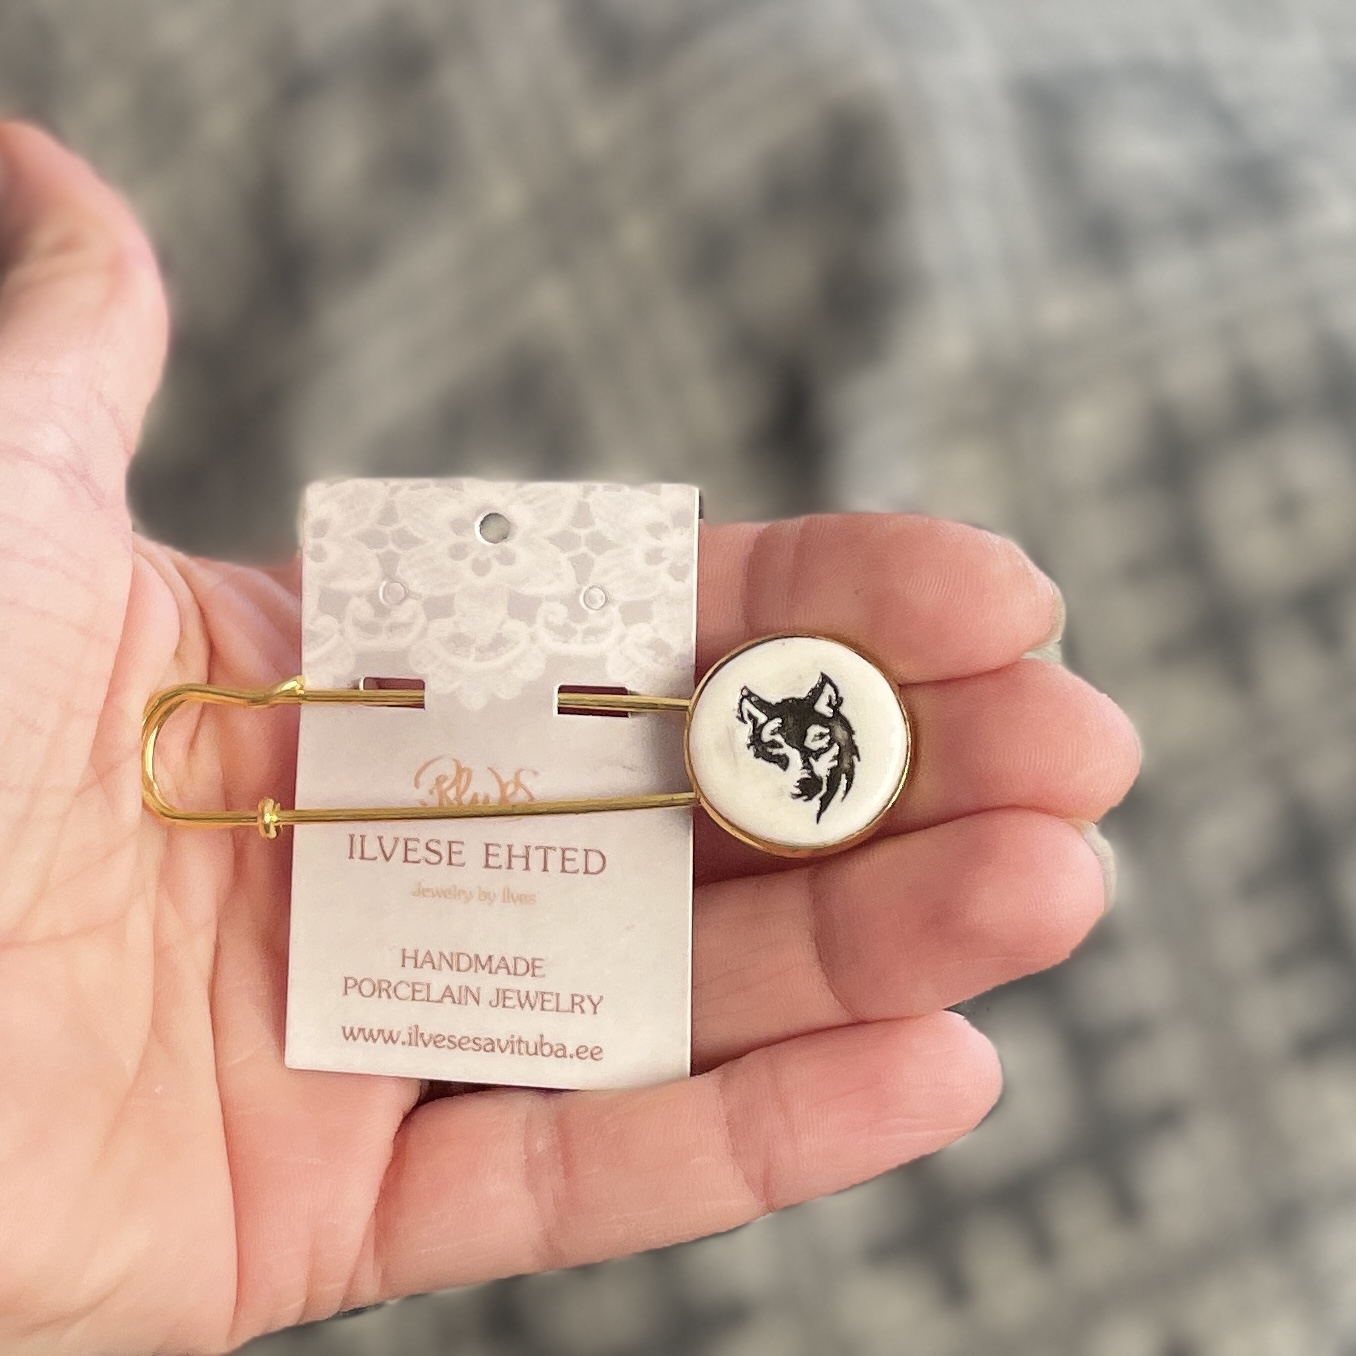 ILVESE EHTED
Jewelry by Ilves
HANDMADE
PORCELAIN JEWELRY
www.ilvesesavituba.ee